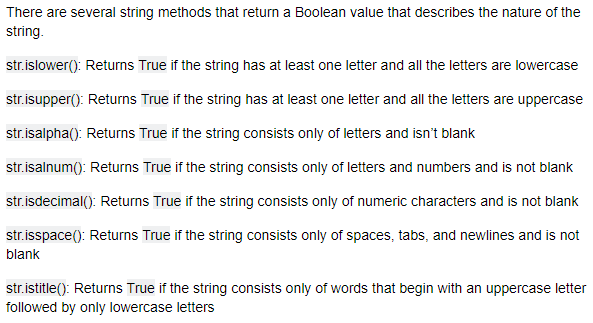 There are several string methods that return a Boolean value that describes the nature of the
string.
str.islower(): Returns True if the string has at least one letter and all the letters are lowercase
str.isupper(): Returns True if the string has at least one letter and all the letters are uppercase
str.isalpha(): Returns True if the string consists only of letters and isn't blank
str.isalnum(): Returns True if the string consists only of letters and numbers and is not blank
str.isdecimal(): Returns True if the string consists only of numeric characters and is not blank
str.isspace(): Returns True if the string consists only of spaces, tabs, and newlines and is not
blank
str.istitle(): Returns True if the string consists only of words that begin with an uppercase letter
followed by only lowercase letters